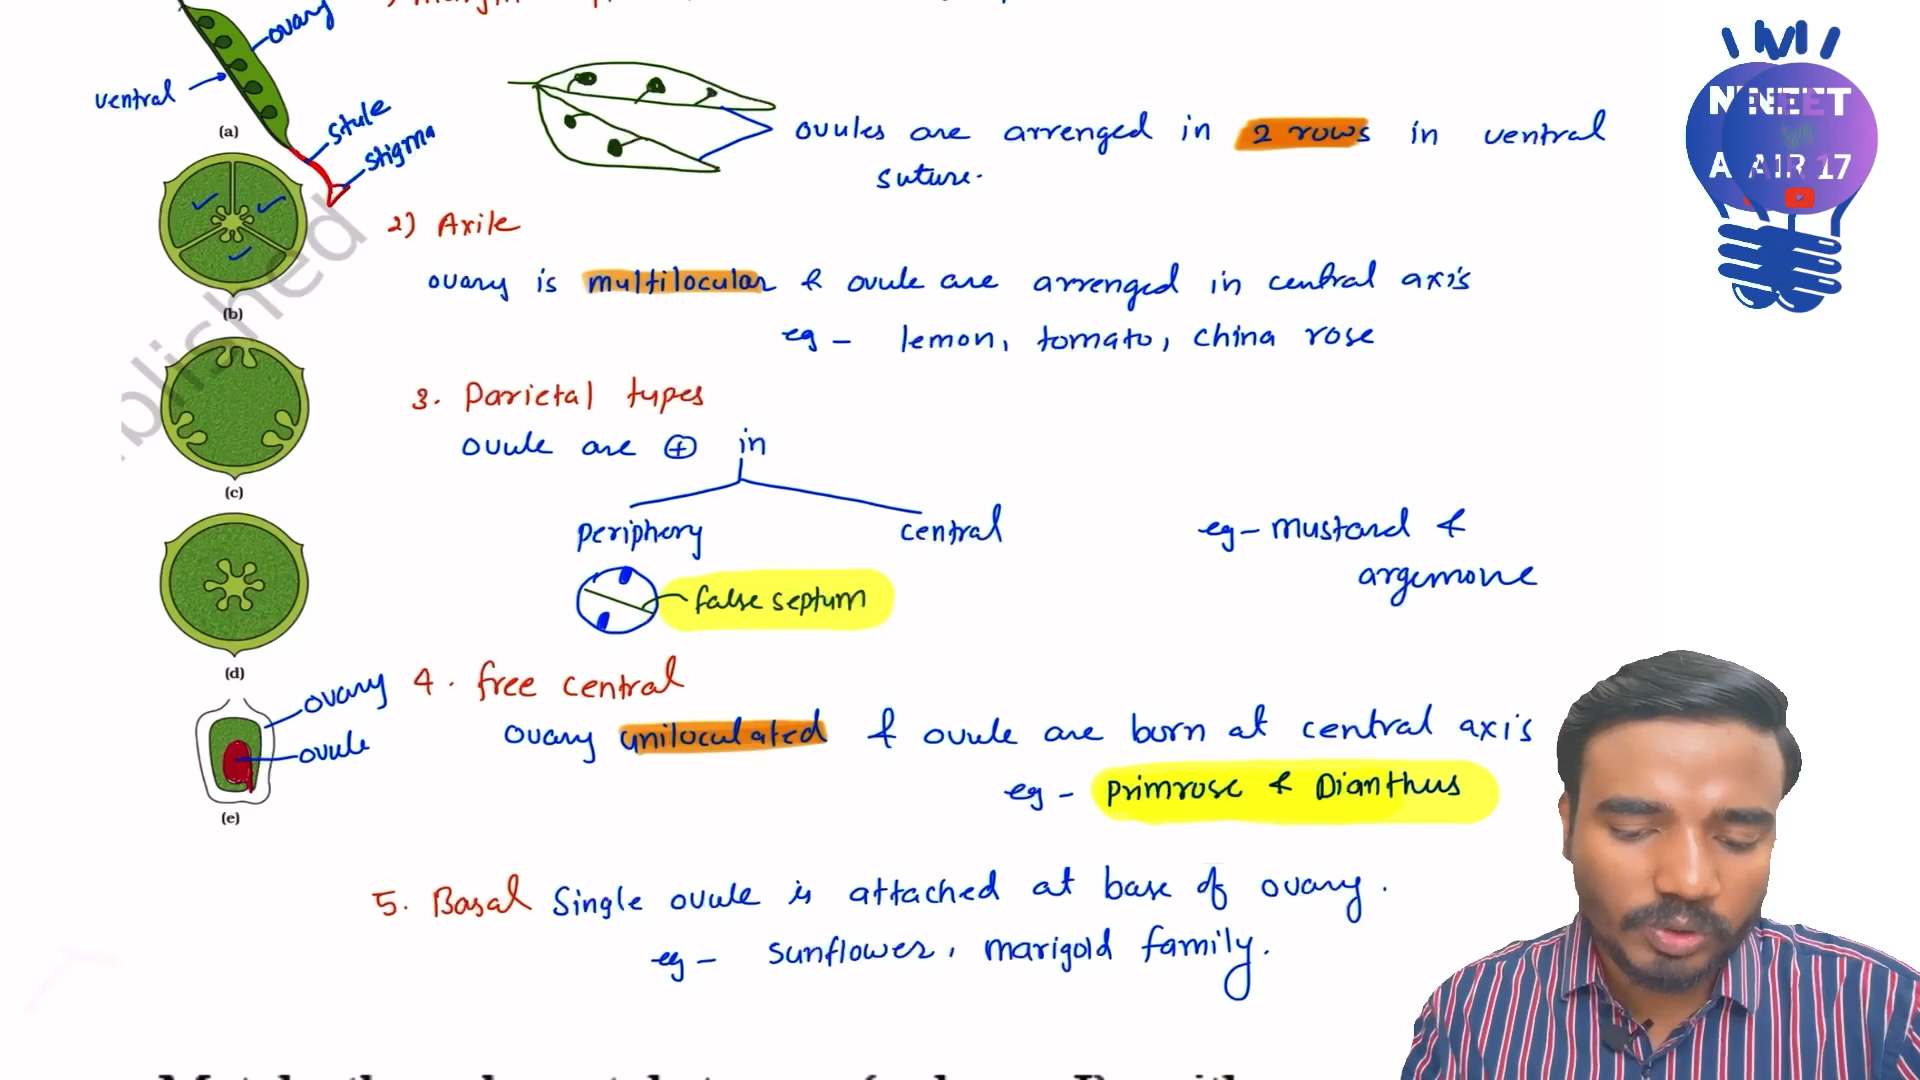 ovary
ventral
(a)
style
stigma
ovules are arrenged in 2 rows in ventral
suture.
2) Axile
ovary is multilocular & ovule are arrenged in central axis
(b)
eg - lemon, tomato, china rose
3. Parietal types
ovule are + in
(c)
periphery central
eg - mustard &
argemone
false septum
(d)
4. free central
ovary
ovule
ovary uniloculated & ovule are born at central axis
eg - primrose & Dianthus
(e)
5. Basal Single ovule is attached at base of ovary.
eg - sunflower, marigold family.
blished
NEET
AIR 17